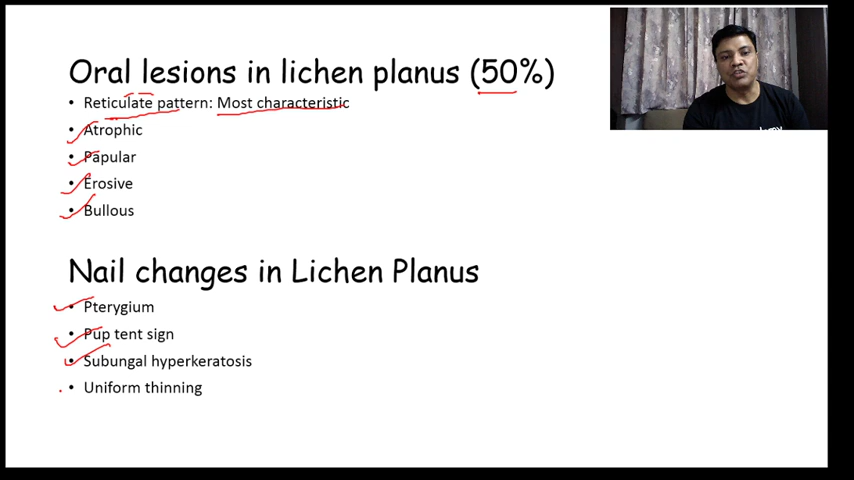 Oral lesions in lichen planus (50%)
• Reticulate pattern: Most characteristic
• Atrophic
• Papular
• Erosive
• Bullous
Nail changes in Lichen Planus
• Pterygium
• Pup tent sign
• Subungal hyperkeratosis
• Uniform thinning